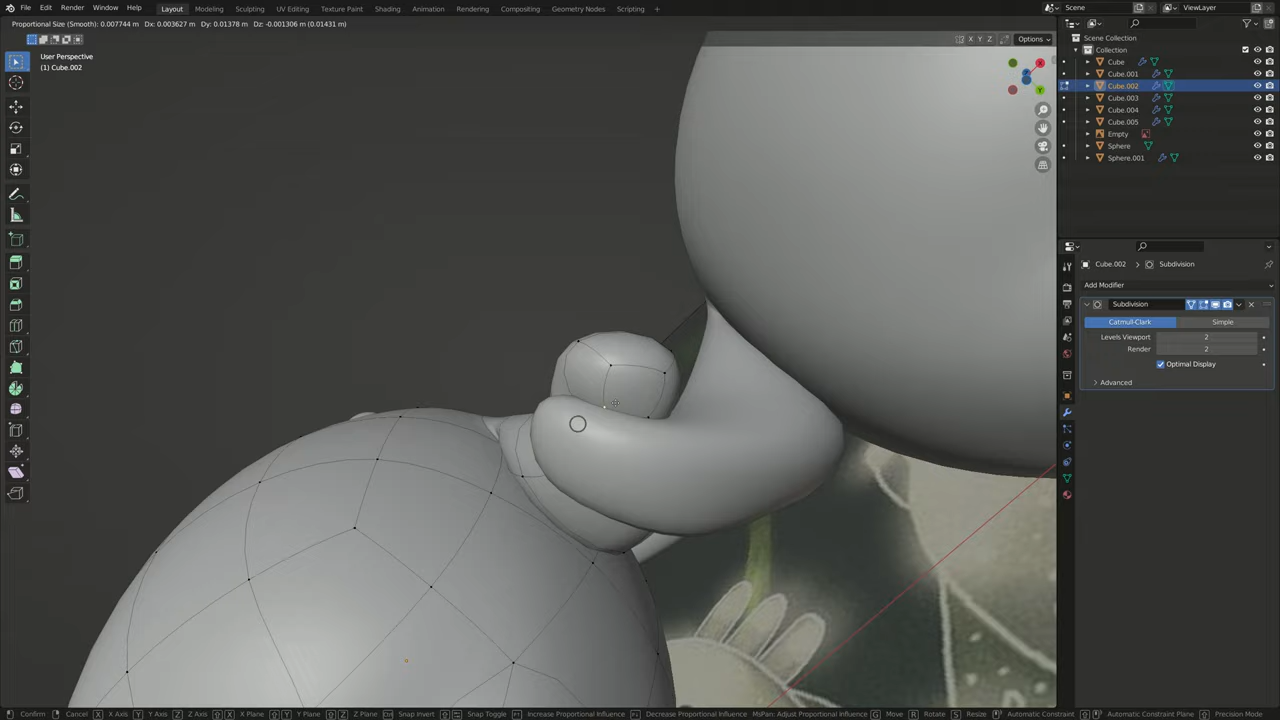 File Edit Render Window Help
Layout Modeling Sculpting UV Editing Texture Paint Shading Animation Rendering Compositing Geometry Nodes Scripting +
Scene
ViewLayer
Proportional Size (Smooth): 0.007744 m Dx: 0.003627 m Dy: 0.01378 m Dz: -0.001306 m (0.01431 m)
X Y Z
Options
User Perspective
(1) Cube.002
X
Y
Z
Scene Collection
Collection
Cube
Cube.001
Cube.002
Cube.003
Cube.004
Cube.005
Empty
Sphere
Sphere.001
Cube.002 > Subdivision
Add Modifier
Subdivision
Catmull-Clark Simple
Levels Viewport 2
Render 2
Optimal Display
Advanced
Confirm Cancel X X Axis Y Y Axis Z Z Axis X X Plane Y Y Plane Z Z Plane Snap Invert Snap Toggle Increase Proportional Influence Decrease Proportional Influence MsPan: Adjust Proportional Influence G Move R Rotate S Resize Automatic Constraint Automatic Constraint Plane Precision Mode